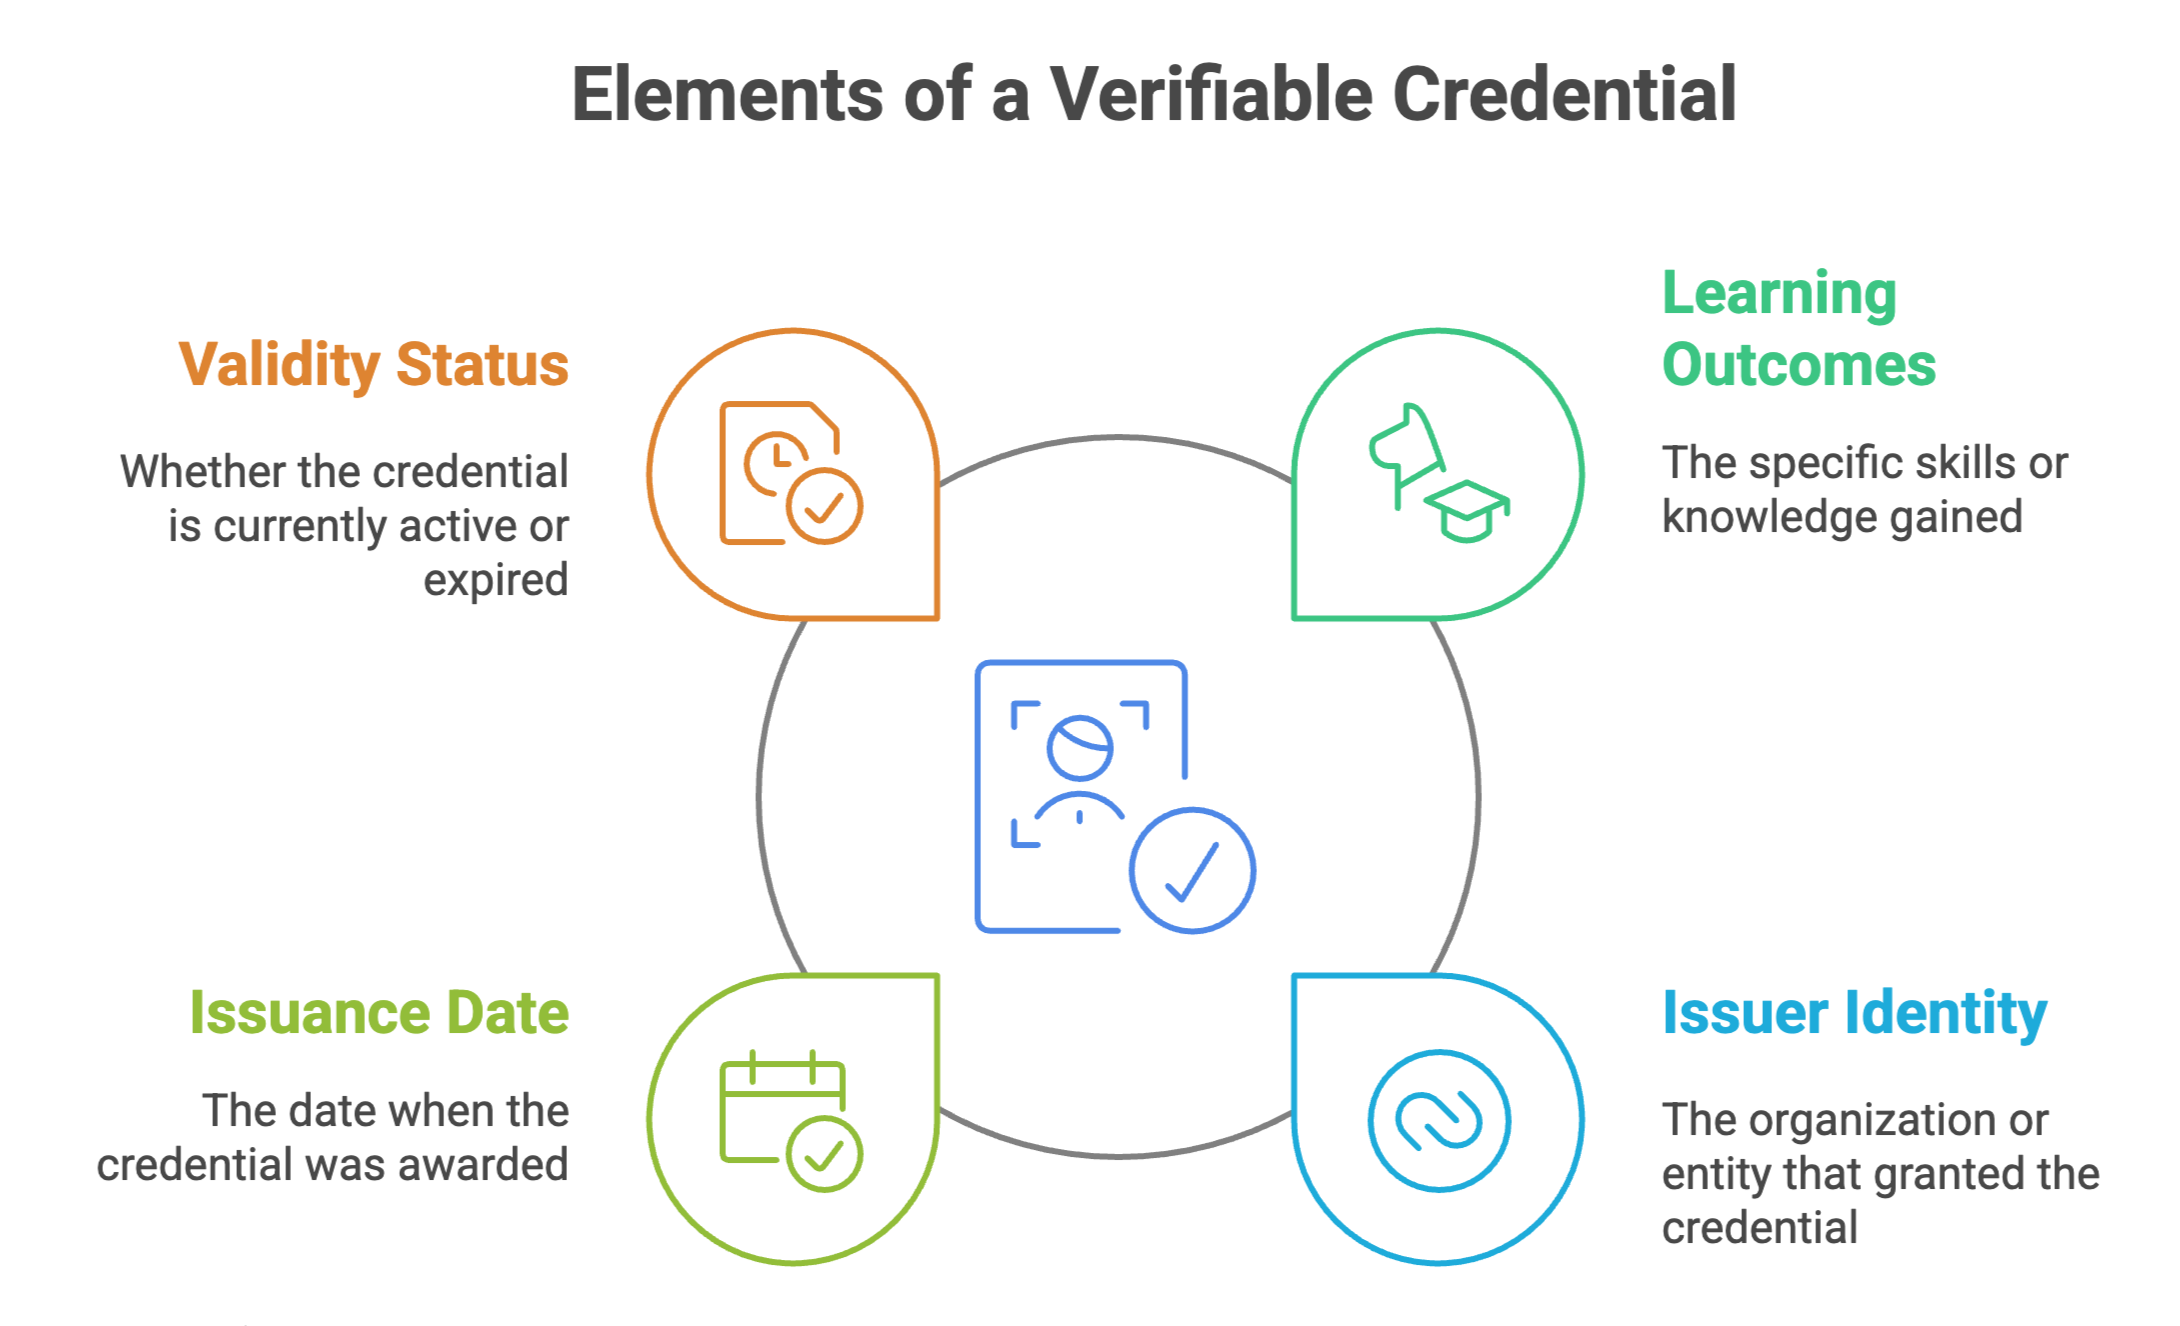 Elements of a Verifiable Credential
Validity Status
Whether the credential
is currently active or
expired
Learning
Outcomes
The specific skills or
knowledge gained
Issuance Date
The date when the
credential was awarded
Issuer Identity
The organization or
entity that granted the
credential